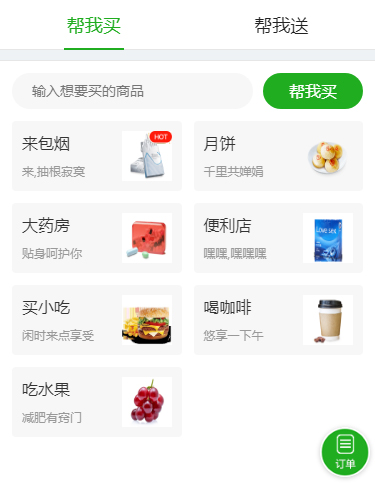 帮我买
帮我送
输入想要买的商品
帮我买
来包烟
来,抽根寂寞
HOT
月饼
千里共婵娟
大药房
贴身呵护你
便利店
嘿嘿,嘿嘿嘿
Love sea
买小吃
闲时来点享受
喝咖啡
悠享一下午
吃水果
减肥有窍门
订单